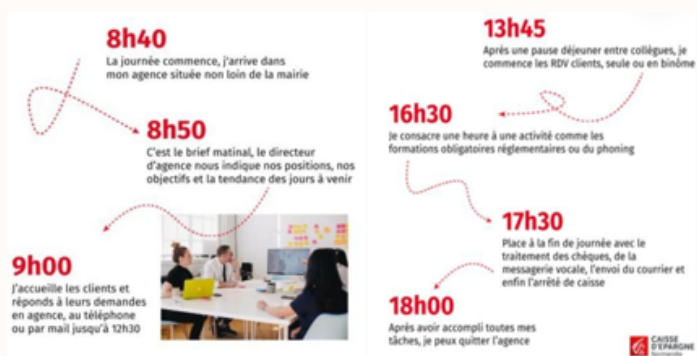 8h40
La journée commence, j'arrive dans
mon agence située non loin de la mairie
8h50
C'est le brief matinal, le directeur
d'agence nous indique nos positions, nos
objectifs et la tendance des jours à venir
9h00
J'accueille les clients et
réponds à leurs demandes
en agence, au téléphone
ou par mail jusqu'à 12h30
13h45
Après une pause déjeuner entre collègues, je
commence les RDV clients, seule ou en binôme
16h30
Je consacre une heure à une activité comme les
formations obligatoires réglementaires ou du phoning
17h30
Place à la fin de journée avec le
traitement des chèques, de la
messagerie vocale, l'envoi du courrier et
enfin l'arrêté de caisse
18h00
Après avoir accompli toutes mes
tâches, je peux quitter l'agence
CAISSE
D'EPARGNE